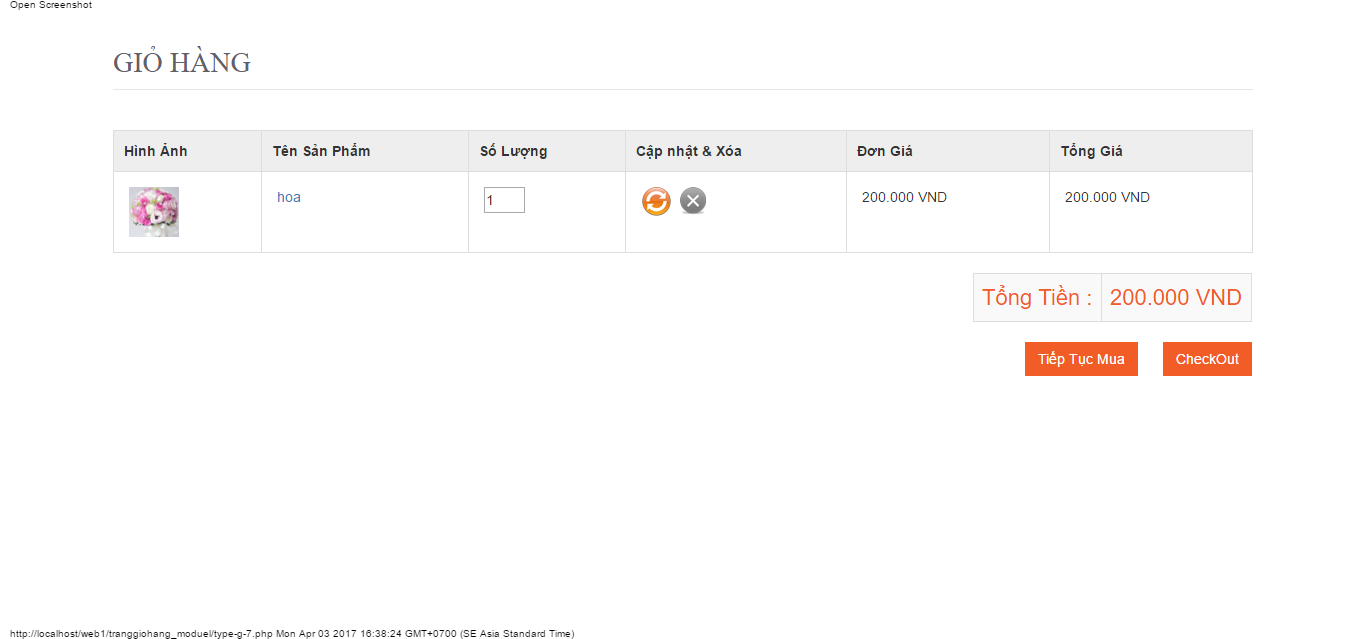 Open Screenshot
GIỎ HÀNG
Hình Ảnh Tên Sản Phẩm Số Lượng Cập nhật & Xóa Đơn Giá Tổng Giá
hoa 1 200.000 VND 200.000 VND
Tổng Tiền : 200.000 VND
Tiếp Tục Mua CheckOut
http://localhost/web1/tranggiohang_moduel/type-g-7.php Mon Apr 03 2017 16:38:24 GMT+0700 (SE Asia Standard Time)